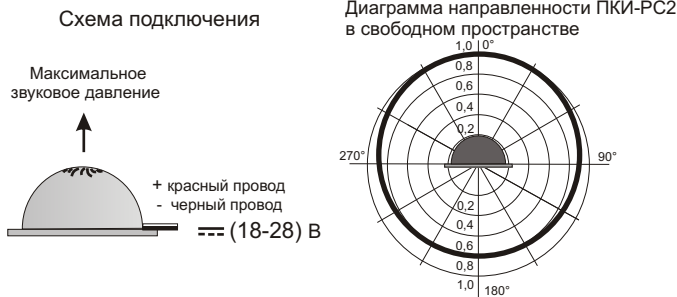 Схема подключения
Максимальное
звуковое давление
+ красный провод
- черный провод
(18-28) В
Диаграмма направленности ПКИ-РС2
в свободном пространстве
1,0 0°
0,8
0,6
0,4
0,2
270°
90°
0,2
0,4
0,6
0,8
1,0 180°